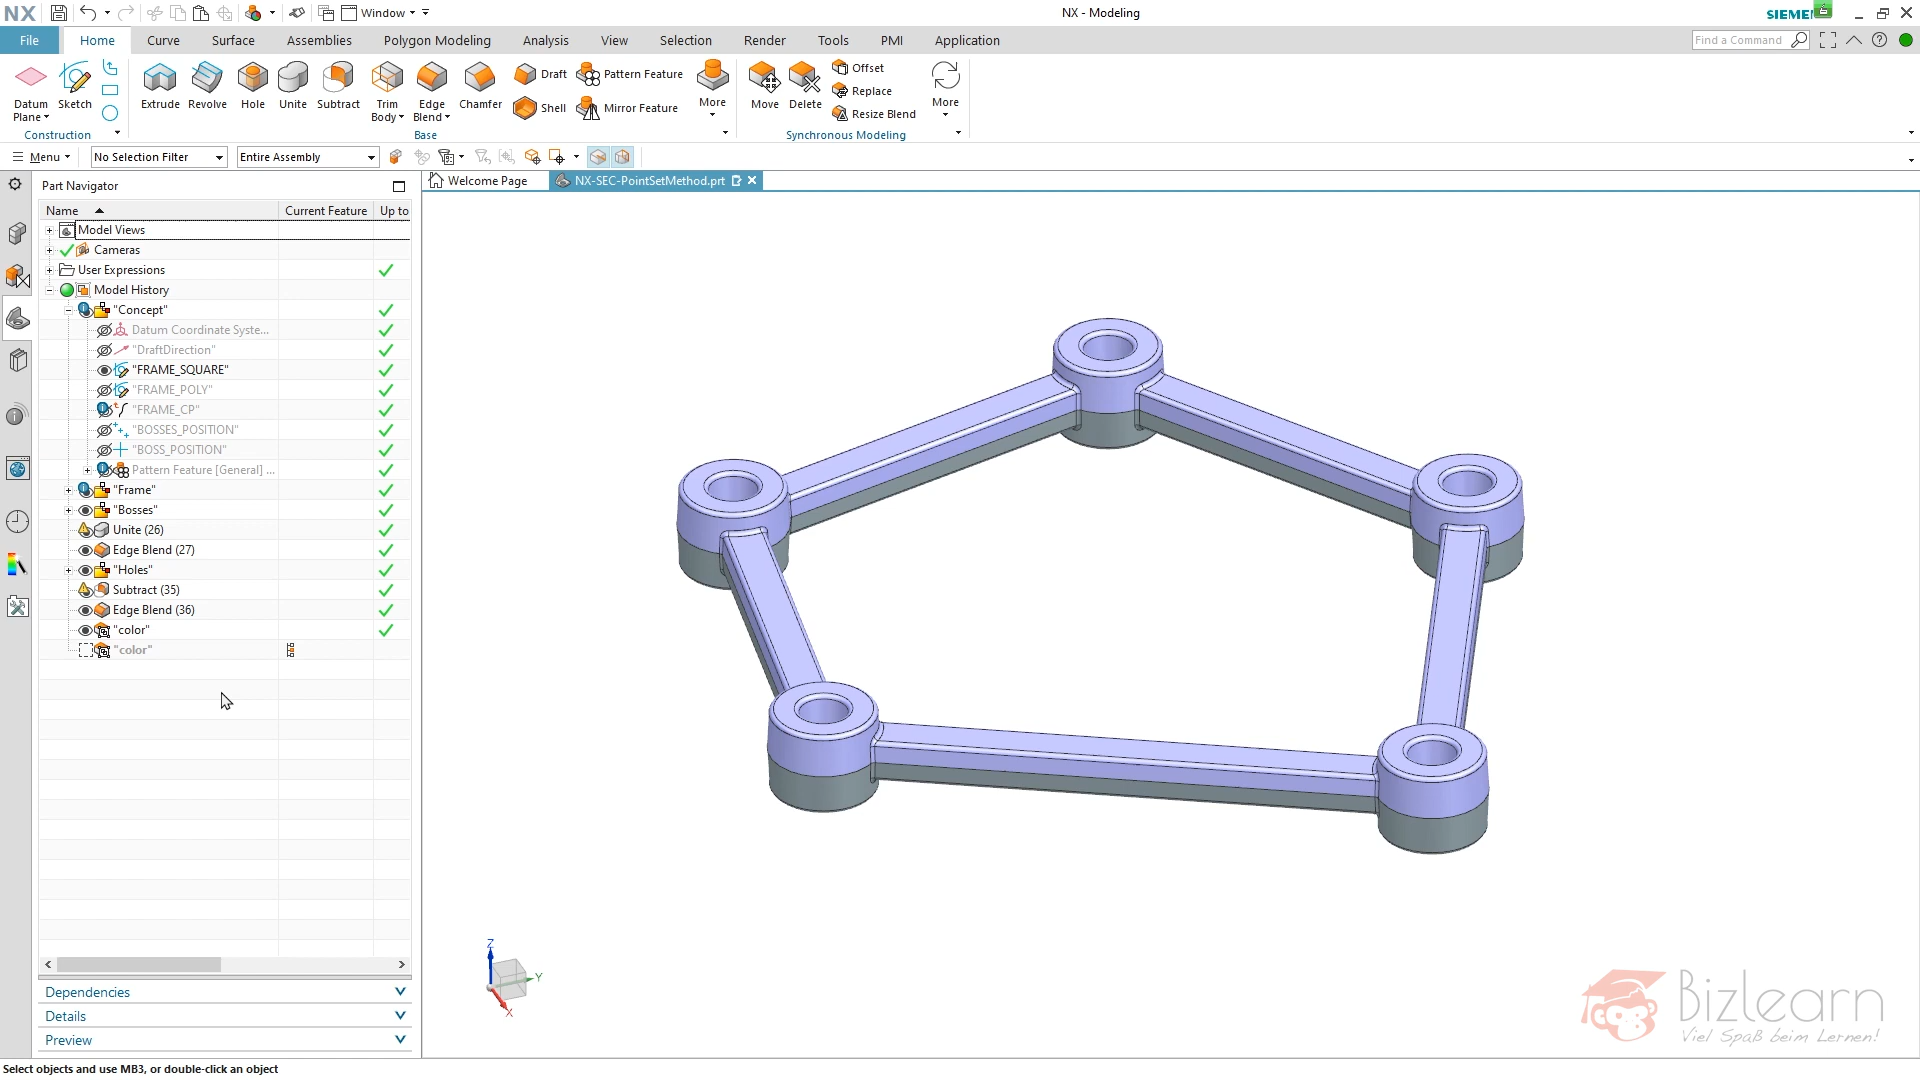 NX
Window
NX - Modeling
SIEME
File
Home
Curve
Surface
Assemblies
Polygon Modeling
Analysis
View
Selection
Render
Tools
PMI
Application
Find a Command
Datum Plane
Sketch
Extrude
Revolve
Hole
Unite
Subtract
Trim Body
Edge Blend
Chamfer
Draft
Shell
Pattern Feature
Mirror Feature
More
Move
Delete
Offset
Replace
Resize Blend
More
Construction
Base
Synchronous Modeling
Menu
No Selection Filter
Entire Assembly
Part Navigator
Welcome Page
NX-SEC-PointSetMethod.prt
Name
Current Feature
Up to
Model Views
Cameras
User Expressions
Model History
"Concept"
Datum Coordinate Syste...
"DraftDirection"
"FRAME_SQUARE"
"FRAME_POLY"
"FRAME_CP"
"BOSSES_POSITION"
"BOSS_POSITION"
Pattern Feature [General] ...
"Frame"
"Bosses"
Unite (26)
Edge Blend (27)
"Holes"
Subtract (35)
Edge Blend (36)
"color"
"color"
Dependencies
Details
Preview
Z
Y
X
Bizlearn
Viel Spaß beim Lernen!
Select objects and use MB3, or double-click an object